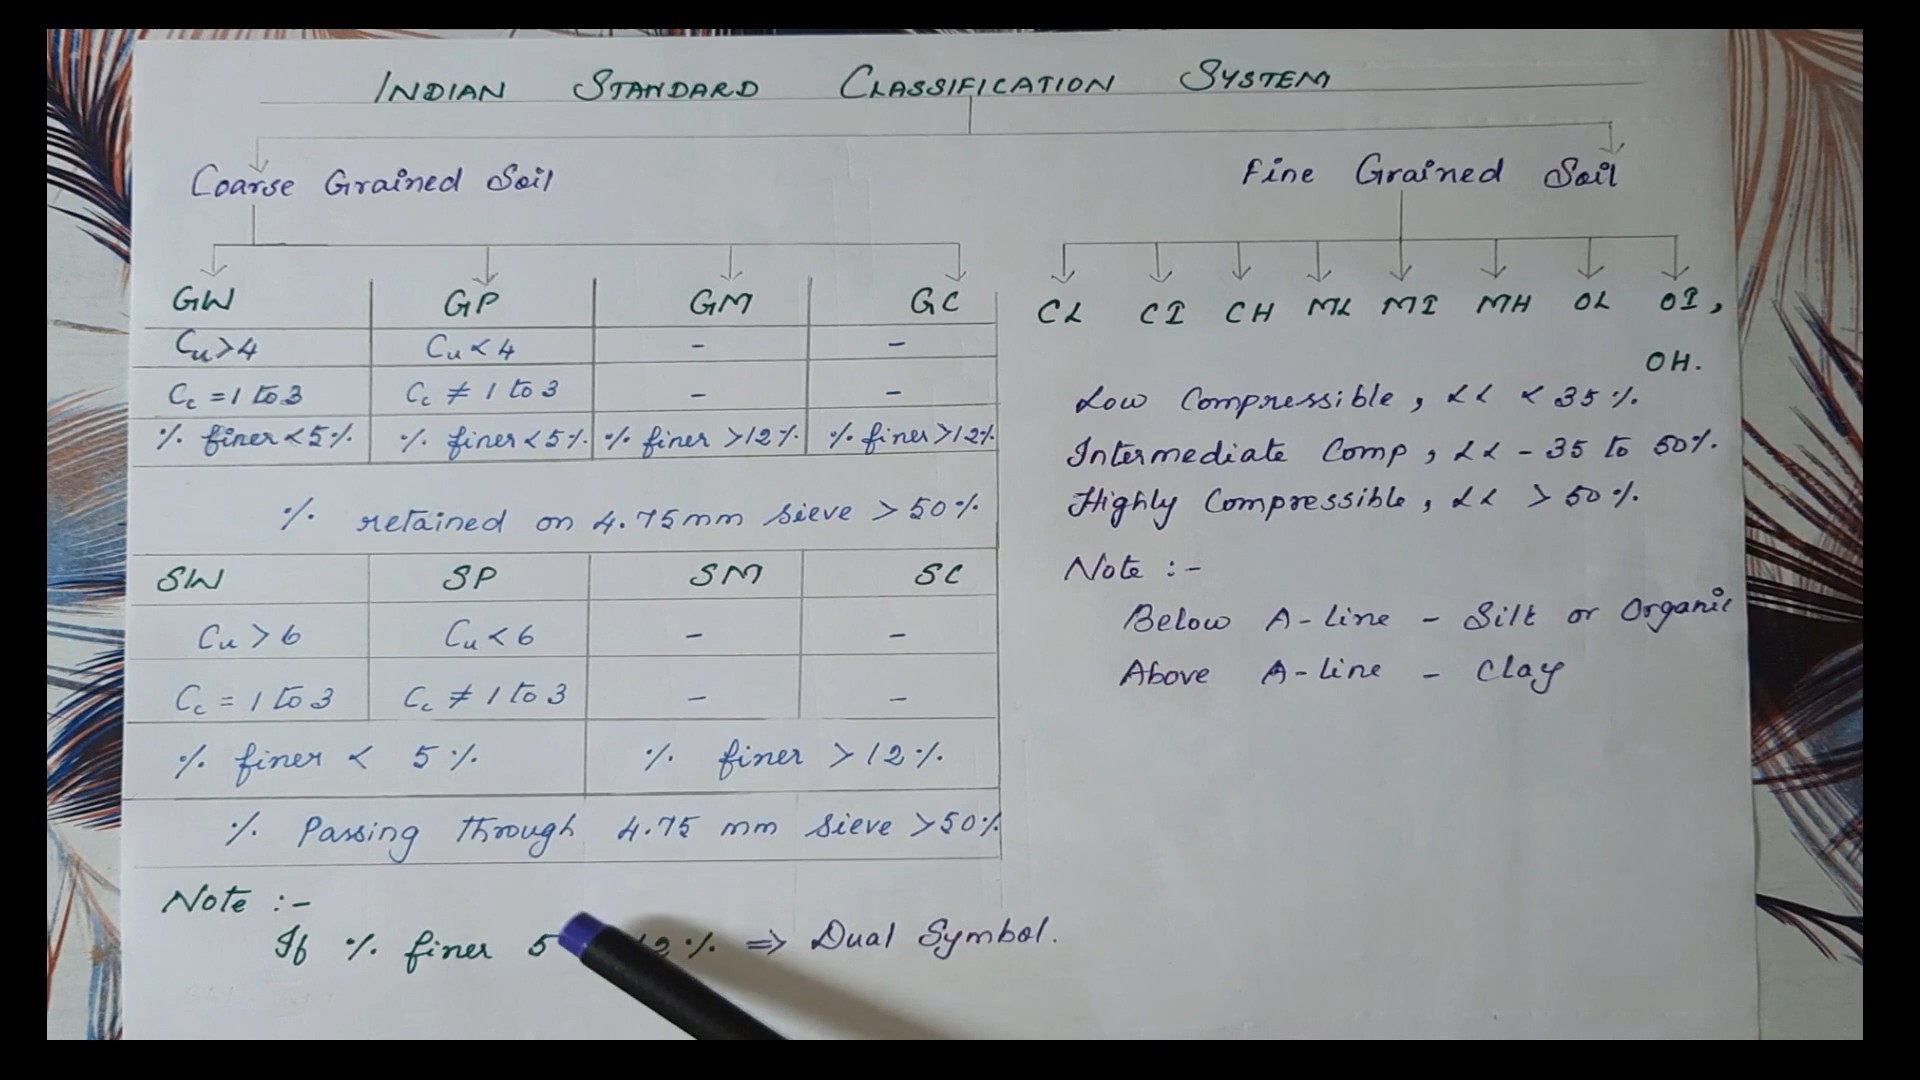 INDIAN STANDARD CLASSIFICATION SYSTEM
Coarse Grained Soil
Fine Grained Soil
GW GP GM GC
Cu>4 Cu<4 - -
Cc = 1 to 3 Cc ≠ 1 to 3 - -
% finer < 5% % finer < 5% % finer >12% % finer >12%
% retained on 4.75mm sieve > 50%
SW SP SM SC
Cu > 6 Cu < 6 - -
Cc = 1 to 3 Cc ≠ 1 to 3 - -
% finer < 5% % finer >12%
% Passing through 4.75 mm sieve >50%
Note :-
If % finer 5 12% => Dual Symbol.
CL CI CH ML MI MH OL OI,
OH.
Low Compressible, LL < 35%.
Intermediate Comp, LL - 35 to 50%.
Highly Compressible, LL > 50%.
Note :-
Below A-line - Silt or Organic
Above A-line - Clay